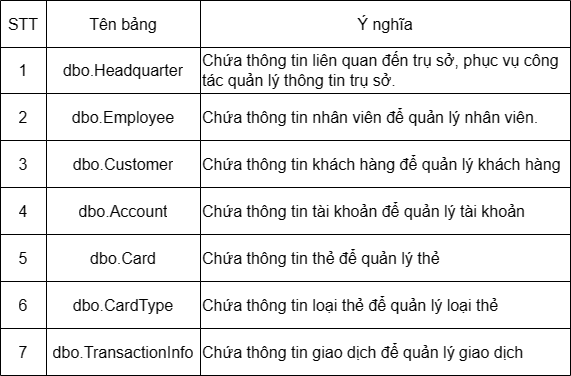 STT Tên bảng Ý nghĩa
1 dbo.Headquarter Chứa thông tin liên quan đến trụ sở, phục vụ công
tác quản lý thông tin trụ sở.
2 dbo.Employee Chứa thông tin nhân viên để quản lý nhân viên.
3 dbo.Customer Chứa thông tin khách hàng để quản lý khách hàng
4 dbo.Account Chứa thông tin tài khoản để quản lý tài khoản
5 dbo.Card Chứa thông tin thẻ để quản lý thẻ
6 dbo.CardType Chứa thông tin loại thẻ để quản lý loại thẻ
7 dbo.TransactionInfo Chứa thông tin giao dịch để quản lý giao dịch